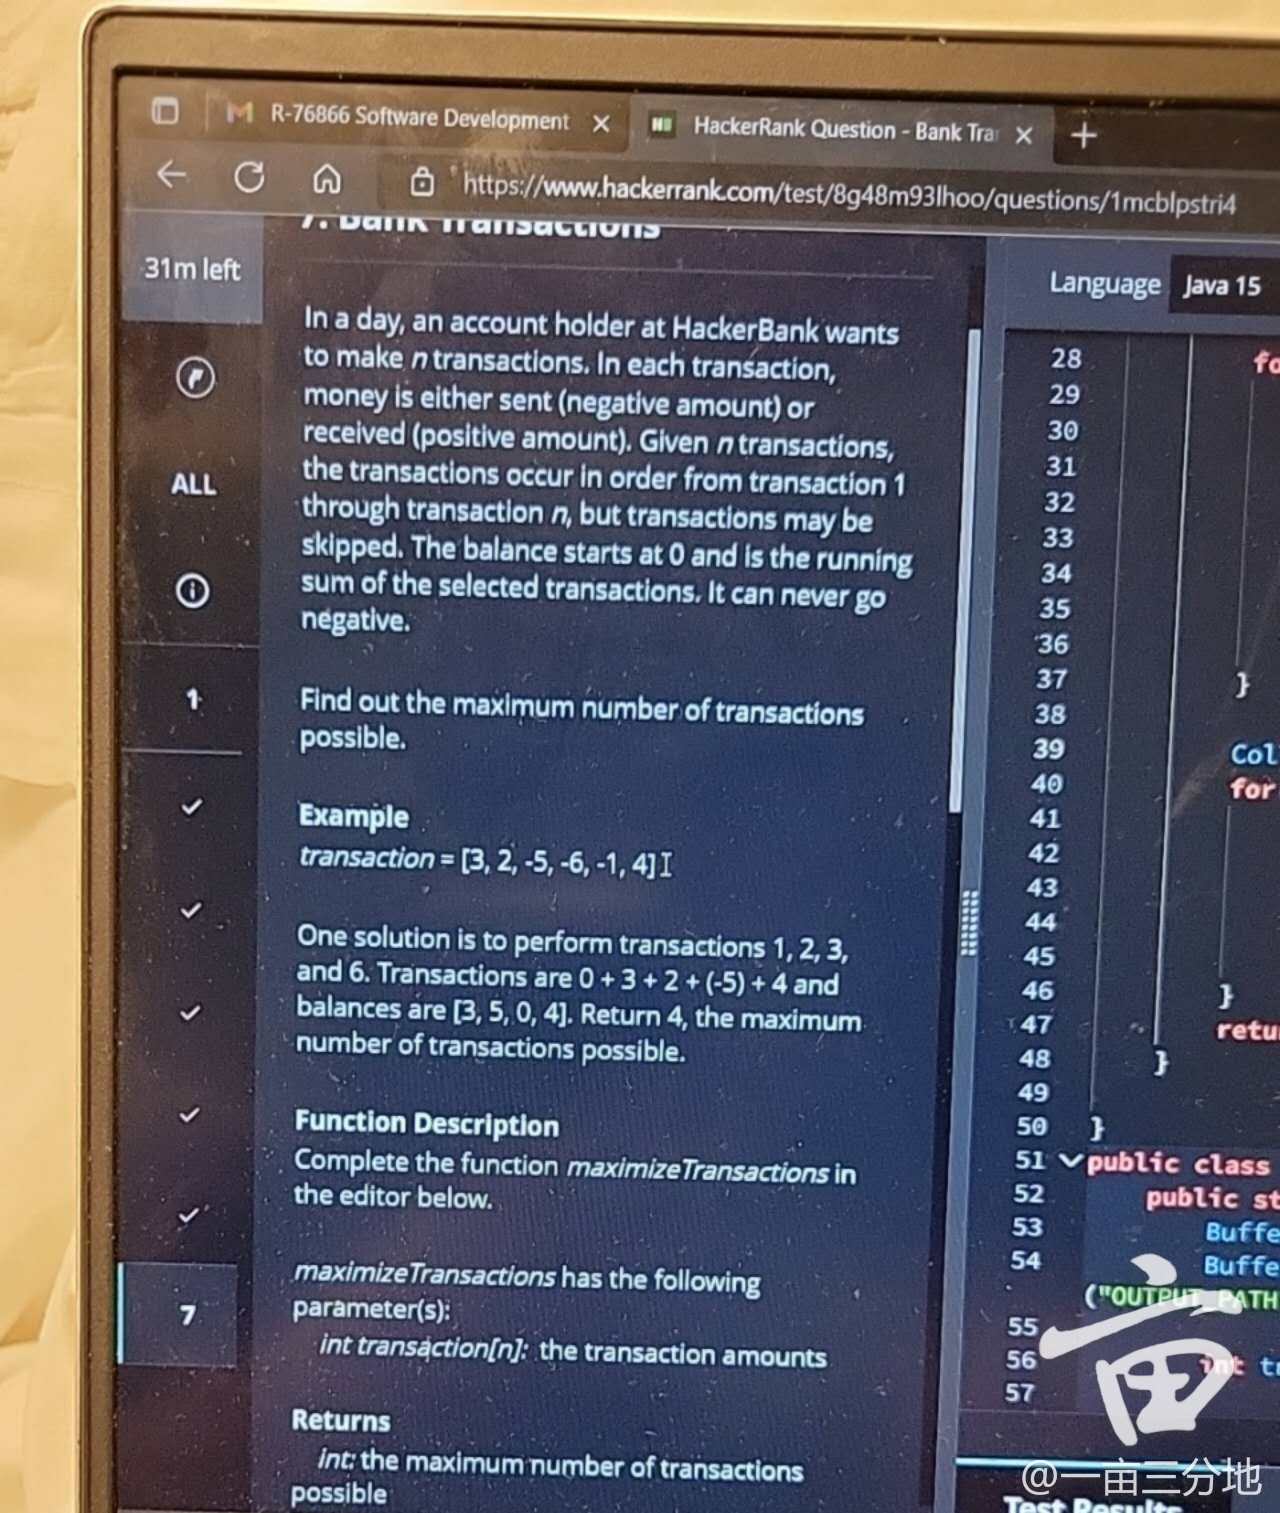 R-76866 Software Development
HackerRank Question - Bank Tra
https://www.hackerrank.com/test/8g48m93lhoo/questions/1mcblpstri4
7. Bank Transactions
31m left
ALL
1
7
In a day, an account holder at HackerBank wants
to make n transactions. In each transaction,
money is either sent (negative amount) or
received (positive amount). Given n transactions,
the transactions occur in order from transaction 1
through transaction n, but transactions may be
skipped. The balance starts at 0 and is the running
sum of the selected transactions. It can never go
negative.
Find out the maximum number of transactions
possible.
Example
transaction = [3, 2, -5, -6, -1, 4]
One solution is to perform transactions 1, 2, 3,
and 6. Transactions are 0 + 3 + 2 + (-5) + 4 and
balances are [3, 5, 0, 4]. Return 4, the maximum
number of transactions possible.
Function Description
Complete the function maximizeTransactions in
the editor below.
maximizeTransactions has the following
parameter(s):
int transaction[n]: the transaction amounts
Returns
int: the maximum number of transactions
possible
Language Java 15
28 fo
29
30
31
32
33
34
35
36
37 }
38
39 Col
40 for
41
42
43
44
45
46 }
47 retu
48 }
49
50 }
51 public class
52 public st
53 Buffe
54 Buffe
("OUTPUT_PATH
55
56 int tr
57
Test Results
亩
@一亩三分地